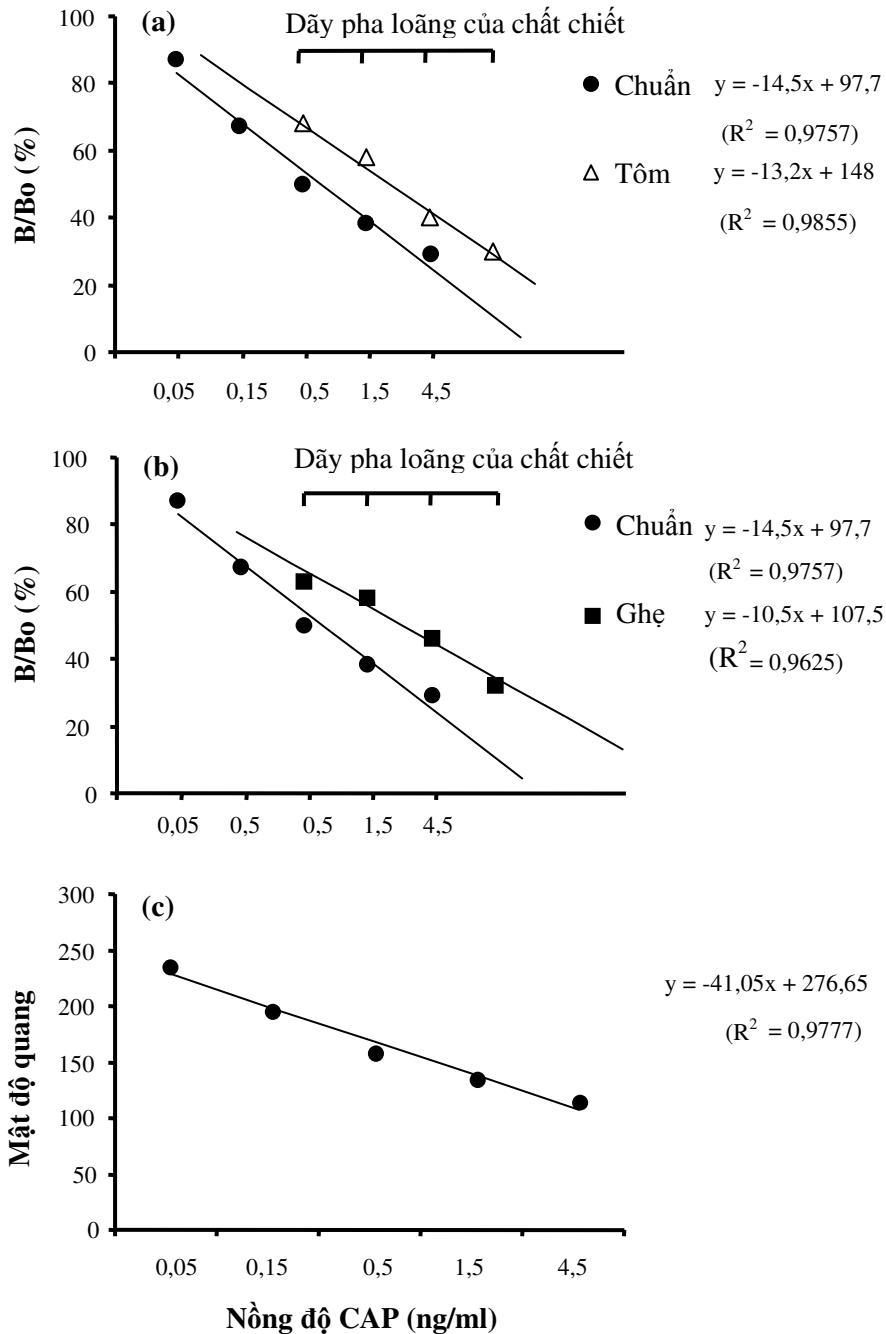 100
(a)
Dãy pha loãng của chất chiết
80
Chuẩn y = -14,5x + 97,7
(R² = 0,9757)
60
Tôm y = -13,2x + 148
(R² = 0,9855)
B/Bo (%)
40
20
0
0,05 0,15 0,5 1,5 4,5
100
(b)
Dãy pha loãng của chất chiết
80
Chuẩn y = -14,5x + 97,7
(R² = 0,9757)
60
Ghẹ y = -10,5x + 107,5
(R² = 0,9625)
B/Bo (%)
40
20
0
0,05 0,5 0,5 1,5 4,5
300
(c)
250
y = -41,05x + 276,65
(R² = 0,9777)
200
Mật độ quang
150
100
50
0
0,05 0,15 0,5 1,5 4,5
Nồng độ CAP (ng/ml)